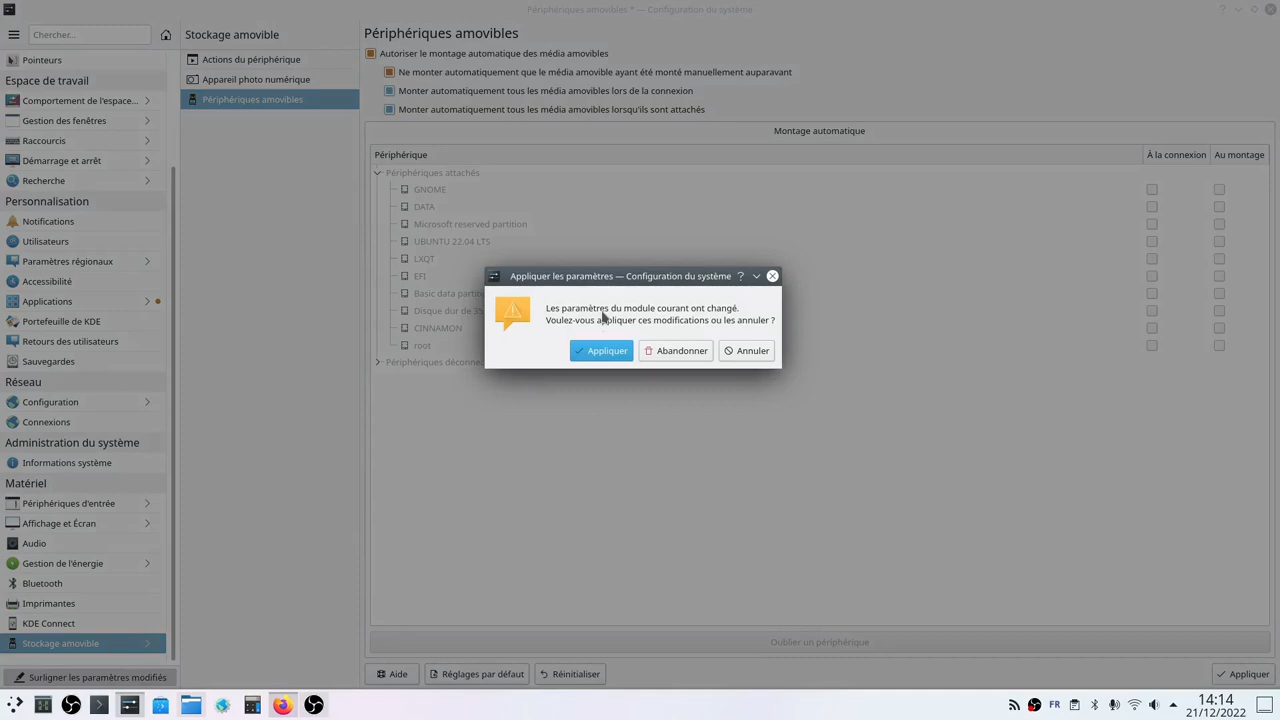 Périphériques amovibles * — Configuration du système
Chercher...
Pointeurs
Espace de travail
Comportement de l'espace...
Gestion des fenêtres
Raccourcis
Démarrage et arrêt
Recherche
Personnalisation
Notifications
Utilisateurs
Paramètres régionaux
Accessibilité
Applications
Portefeuille de KDE
Retours des utilisateurs
Sauvegardes
Réseau
Configuration
Connexions
Administration du système
Informations système
Matériel
Périphériques d'entrée
Affichage et Écran
Audio
Gestion de l'énergie
Bluetooth
Imprimantes
KDE Connect
Stockage amovible
Surligner les paramètres modifiés
Stockage amovible
Actions du périphérique
Appareil photo numérique
Périphériques amovibles
Périphériques amovibles
Autoriser le montage automatique des média amovibles
Ne monter automatiquement que le média amovible ayant été monté manuellement auparavant
Monter automatiquement tous les média amovibles lors de la connexion
Monter automatiquement tous les média amovibles lorsqu'ils sont attachés
Montage automatique
Périphérique À la connexion Au montage
Périphériques attachés
GNOME
DATA
Microsoft reserved partition
UBUNTU 22.04 LTS
LXQT
EFI
Basic data partit
Disque dur de 35
CINNAMON
root
Périphériques déconne
Appliquer les paramètres — Configuration du système
Les paramètres du module courant ont changé.
Voulez-vous appliquer ces modifications ou les annuler ?
Appliquer Abandonner Annuler
Oublier un périphérique
Aide Réglages par défaut Réinitialiser Appliquer
FR
14:14
21/12/2022